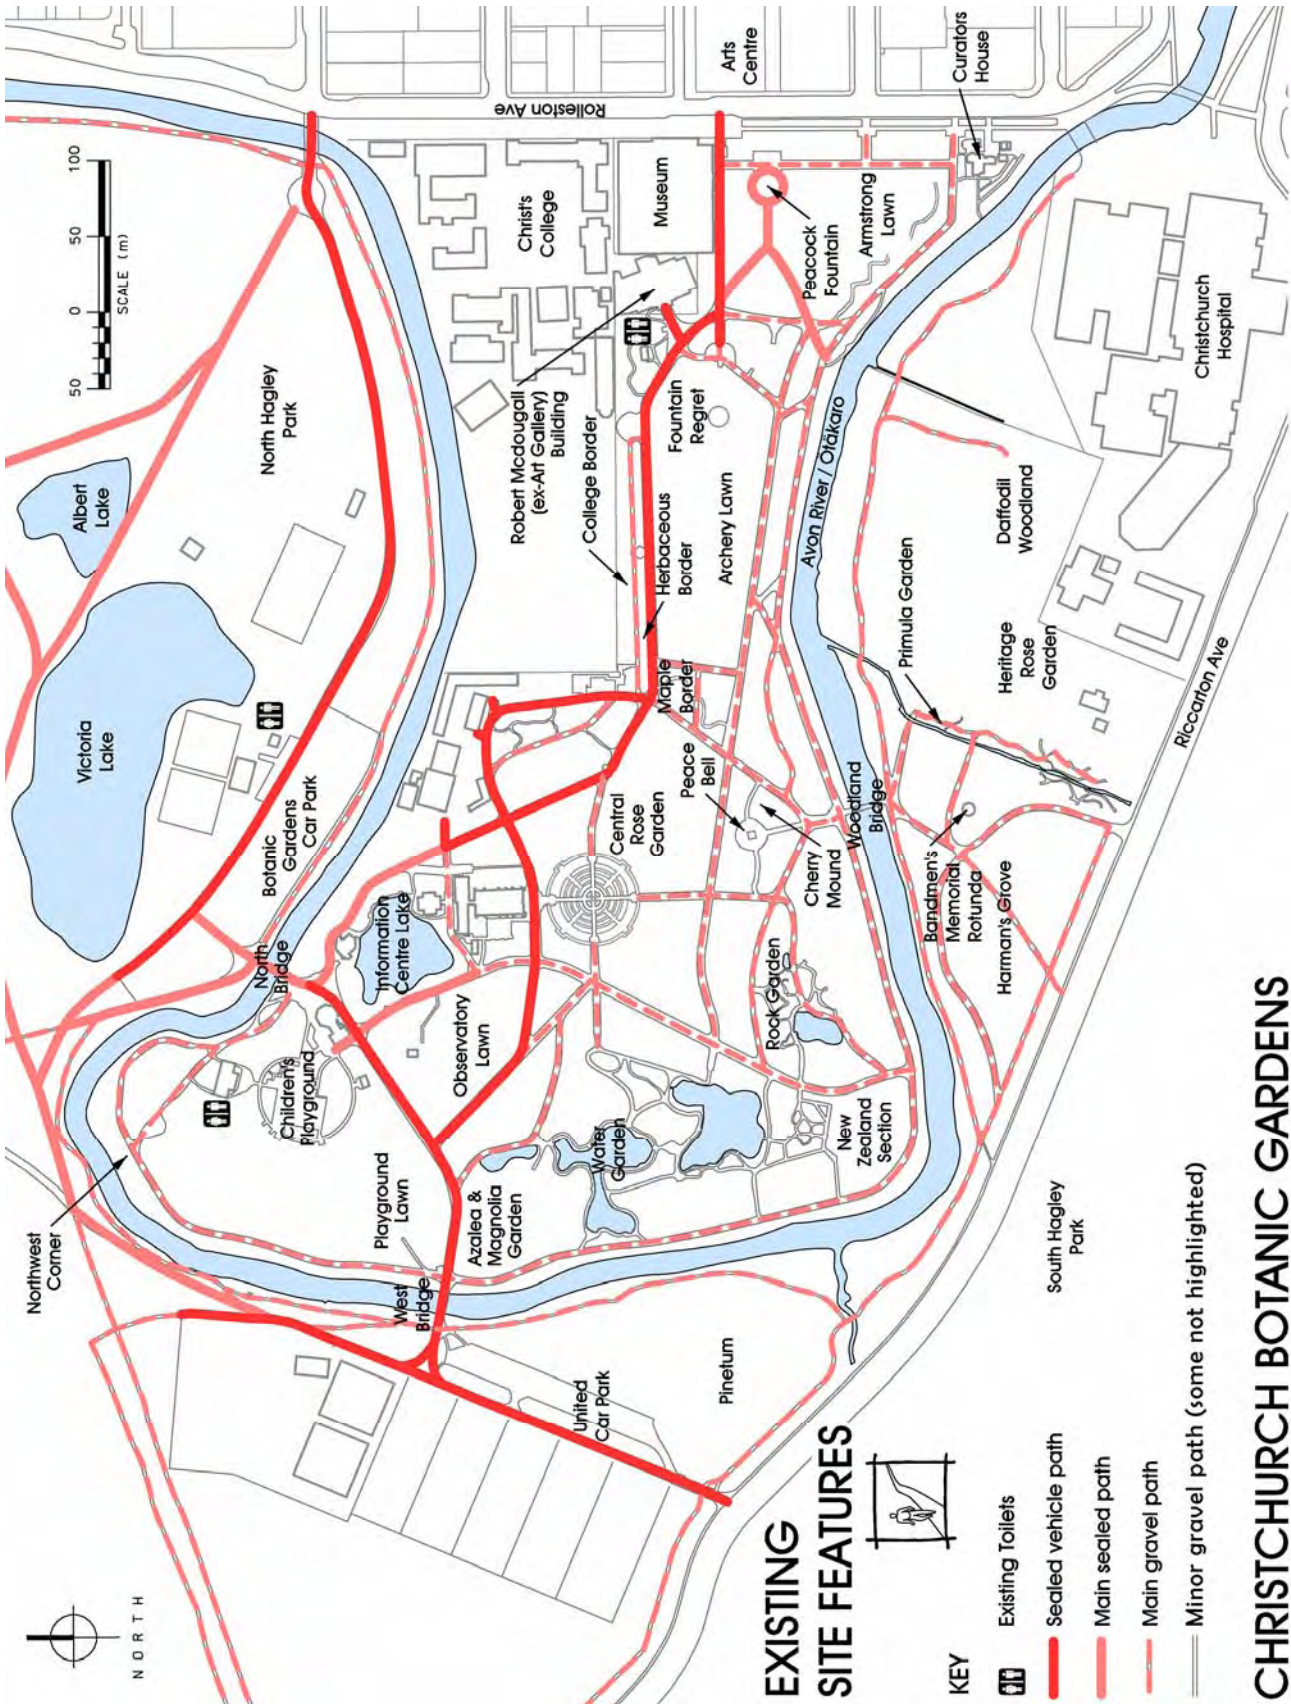 Rolleston Ave
Arts
Centre
Curators
House
100
50
0
50
SCALE (m)
Christ's
College
Museum
Peacock
Fountain
Armstrong
Lawn
Christchurch
Hospital
North Hagley
Park
Albert
Lake
Victoria
Lake
Robert Mcdougall
(ex-Art Gallery)
Building
College Border
Herbaceous
Border
Fountain
Regret
Archery Lawn
Avon River / Otākaro
Daffodil
Woodland
Primula Garden
Heritage
Rose
Garden
Riccarton Ave
Maple
Border
Peace
Bell
Central
Rose
Garden
Cherry
Mound
Woodland
Bridge
Bandmen's
Memorial
Rotunda
Harman's Grove
Botanic
Gardens
Car Park
North
Bridge
Information
Centre Lake
Observatory
Lawn
Rock Garden
Children's
Playground
Water
Garden
New
Zealand
Section
Northwest
Corner
Playground
Lawn
Azalea &
Magnolia
Garden
West
Bridge
United
Car Park
Pinetum
South Hagley
Park
NORTH
EXISTING
SITE FEATURES
KEY
Existing Toilets
Sealed vehicle path
Main sealed path
Main gravel path
Minor gravel path (some not highlighted)
CHRISTCHURCH BOTANIC GARDENS